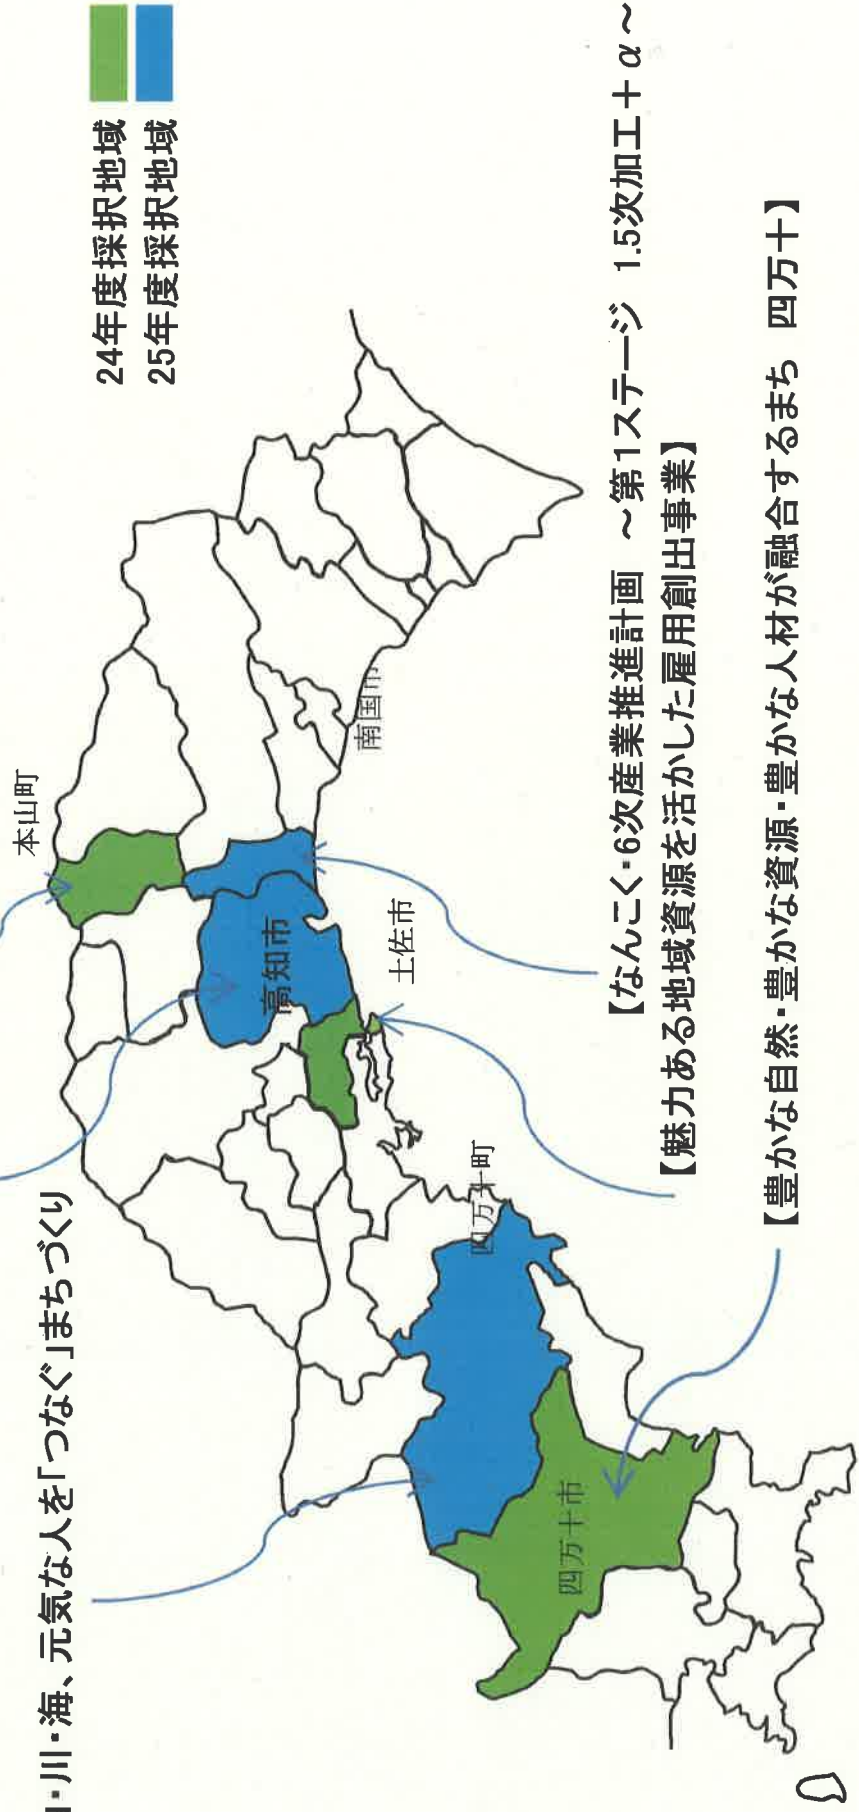 24年度採択地域
25年度採択地域
本山町
・川・海、元気な人を「つなぐ」まちづくり
高知市
南国市
土佐市
四万十町
四万十市
【なんこく・6次産業推進計画　～第1ステージ　1.5次加工＋α～
【魅力ある地域資源を活かした雇用創出事業】
【豊かな自然・豊かな資源・豊かな人材が融合するまち　四万十】